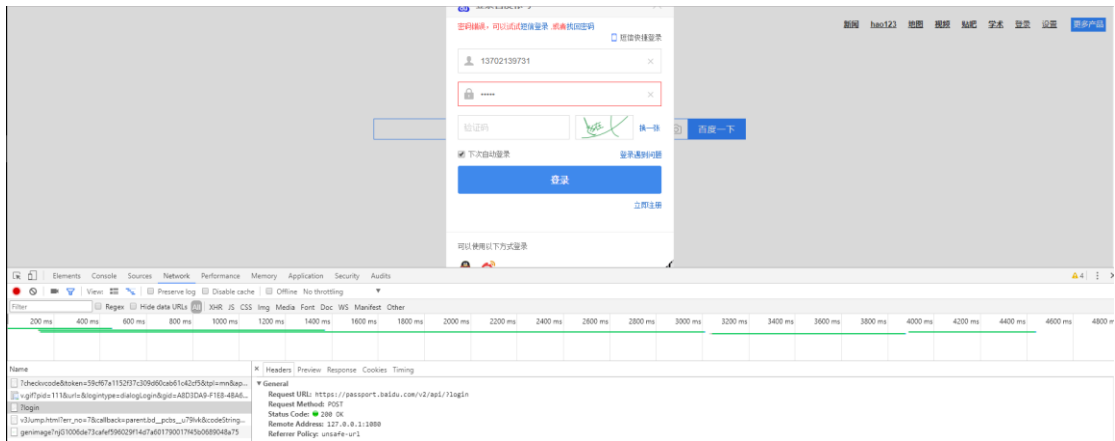 密码错误，可以试试短信登录 ,或者找回密码
短信快捷登录
新闻 hao123 地图 视频 贴吧 学术 登录 设置 更多产品
13702139731
•••••
验证码
换一张
百度一下
下次自动登录
登录遇到问题
登录
立即注册
可以使用以下方式登录
Elements Console Sources Network Performance Memory Application Security Audits
4
View: Preserve log Disable cache Offline No throttling
Filter Regex Hide data URLs All XHR JS CSS Img Media Font Doc WS Manifest Other
200 ms 400 ms 600 ms 800 ms 1000 ms 1200 ms 1400 ms 1600 ms 1800 ms 2000 ms 2200 ms 2400 ms 2600 ms 2800 ms 3000 ms 3200 ms 3400 ms 3600 ms 3800 ms 4000 ms 4200 ms 4400 ms 4600 ms 4800 m
Name
Headers Preview Response Cookies Timing
?checkvcode&token=59cf67a1152f37c309d60cab61c42cf5&tpl=mn&ap...
v.gif?pid=111&url=&logintype=dialogLogin&gid=A8D3DA9-F1E8-4BA6...
?login
v3Jump.html?err_no=7&callback=parent.bd__pcbs__u79lvk&codeString...
genimage?njG1006de73cafef596029f14d7a601790017f45b0689048a75
General
Request URL: https://passport.baidu.com/v2/api/?login
Request Method: POST
Status Code: 200 OK
Remote Address: 127.0.0.1:1080
Referrer Policy: unsafe-url